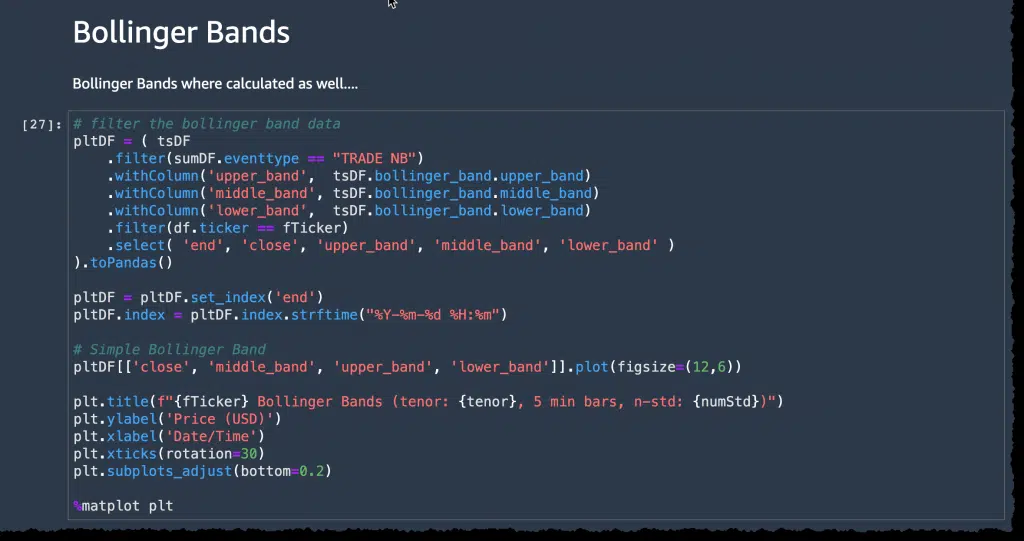 Bollinger Bands
Bollinger Bands where calculated as well....
[27]:
# filter the bollinger band data
pltDF = ( tsDF
    .filter(sumDF.eventtype == "TRADE NB")
    .withColumn('upper_band',  tsDF.bollinger_band.upper_band)
    .withColumn('middle_band', tsDF.bollinger_band.middle_band)
    .withColumn('lower_band',  tsDF.bollinger_band.lower_band)
    .filter(df.ticker == fTicker)
    .select( 'end', 'close', 'upper_band', 'middle_band', 'lower_band' )
).toPandas()
pltDF = pltDF.set_index('end')
pltDF.index = pltDF.index.strftime("%Y-%m-%d %H:%m")
# Simple Bollinger Band
pltDF[['close', 'middle_band', 'upper_band', 'lower_band']].plot(figsize=(12,6))
plt.title(f"{fTicker} Bollinger Bands (tenor: {tenor}, 5 min bars, n-std: {numStd})")
plt.ylabel('Price (USD)')
plt.xlabel('Date/Time')
plt.xticks(rotation=30)
plt.subplots_adjust(bottom=0.2)
%matplot plt